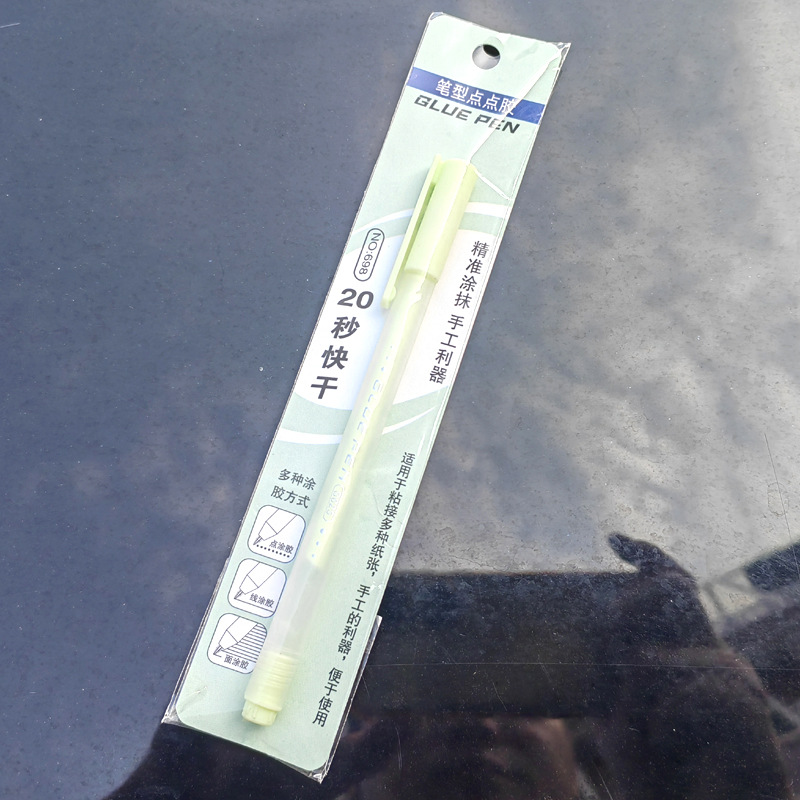 笔型点点胶
GLUE PEN
NO:698
20
秒
快
干
精准涂抹 手工利器
多种涂
胶方式
点涂胶
线涂胶
面涂胶
适用于粘接多种纸张，手工的利器，便于使用